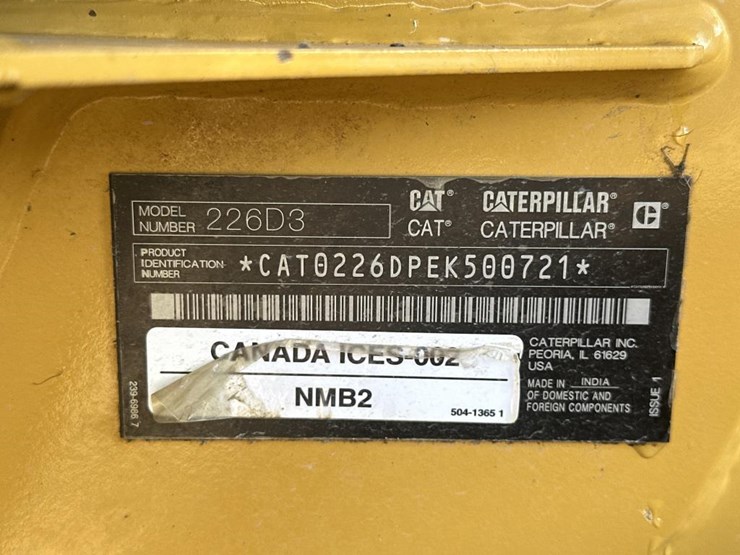 CAT® CATERPILLAR®
CAT® CATERPILLAR®
MODEL NUMBER 226D3
PRODUCT IDENTIFICATION NUMBER *CAT0226DPEK500721*
CANADA ICES-002
NMB2
504-1365 1
CATERPILLAR INC.
PEORIA, IL 61629
USA
MADE IN INDIA
OF DOMESTIC AND
FOREIGN COMPONENTS
ISSUE 1
239-6986 7